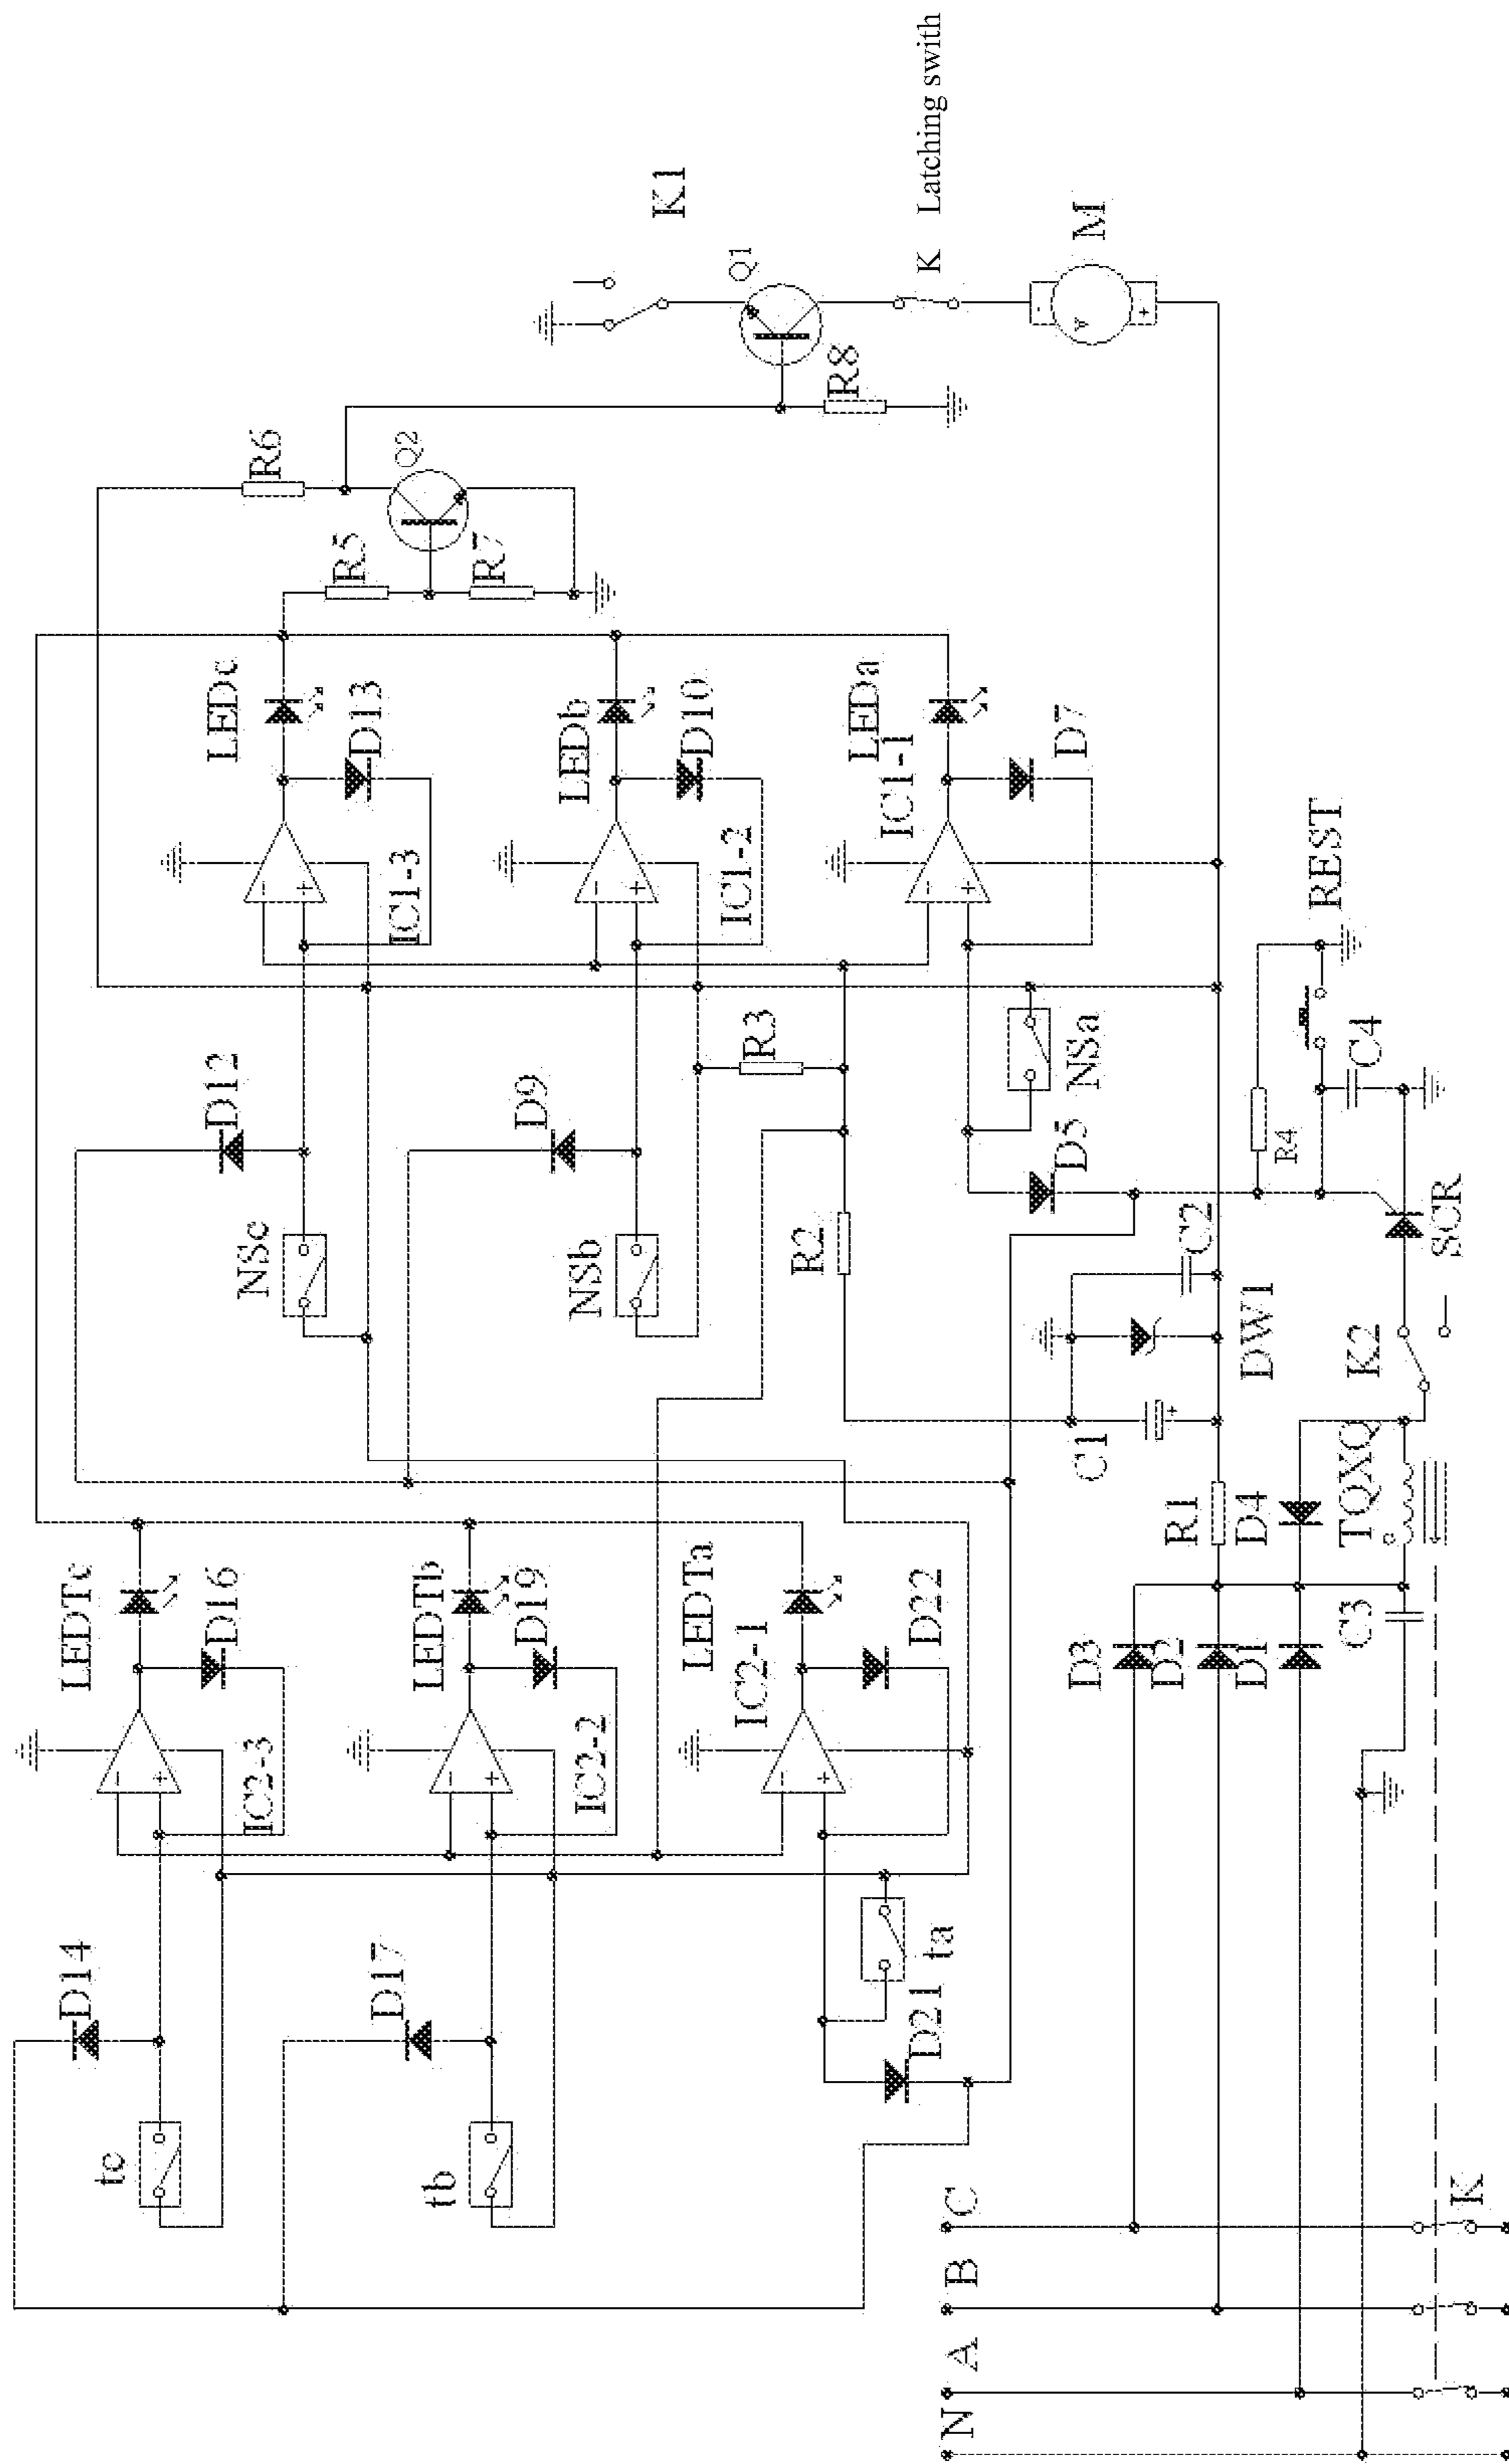 K1
Q1
K Latching swith
M
R8
R6
Q2
R5
R7
LEDc
D13
IC1-3
LEDb
D10
IC1-2
LEDa
IC1-1
D7
-
+
-
+
-
+
A
-
+
D12
NSc
D9
NSb
R3
NSa
D5
R2
C2
DW1
C1
+
REST
C4
R4
SCR
K2
TQXQ
R1
D4
LEDTc
D16
IC2-3
LEDTb
D19
IC2-2
LEDTa
IC2-1
D22
-
+
-
+
-
+
D3
D2
D1
C3
D14
tc
D17
tb
ta
D21
C
B
A
N
K